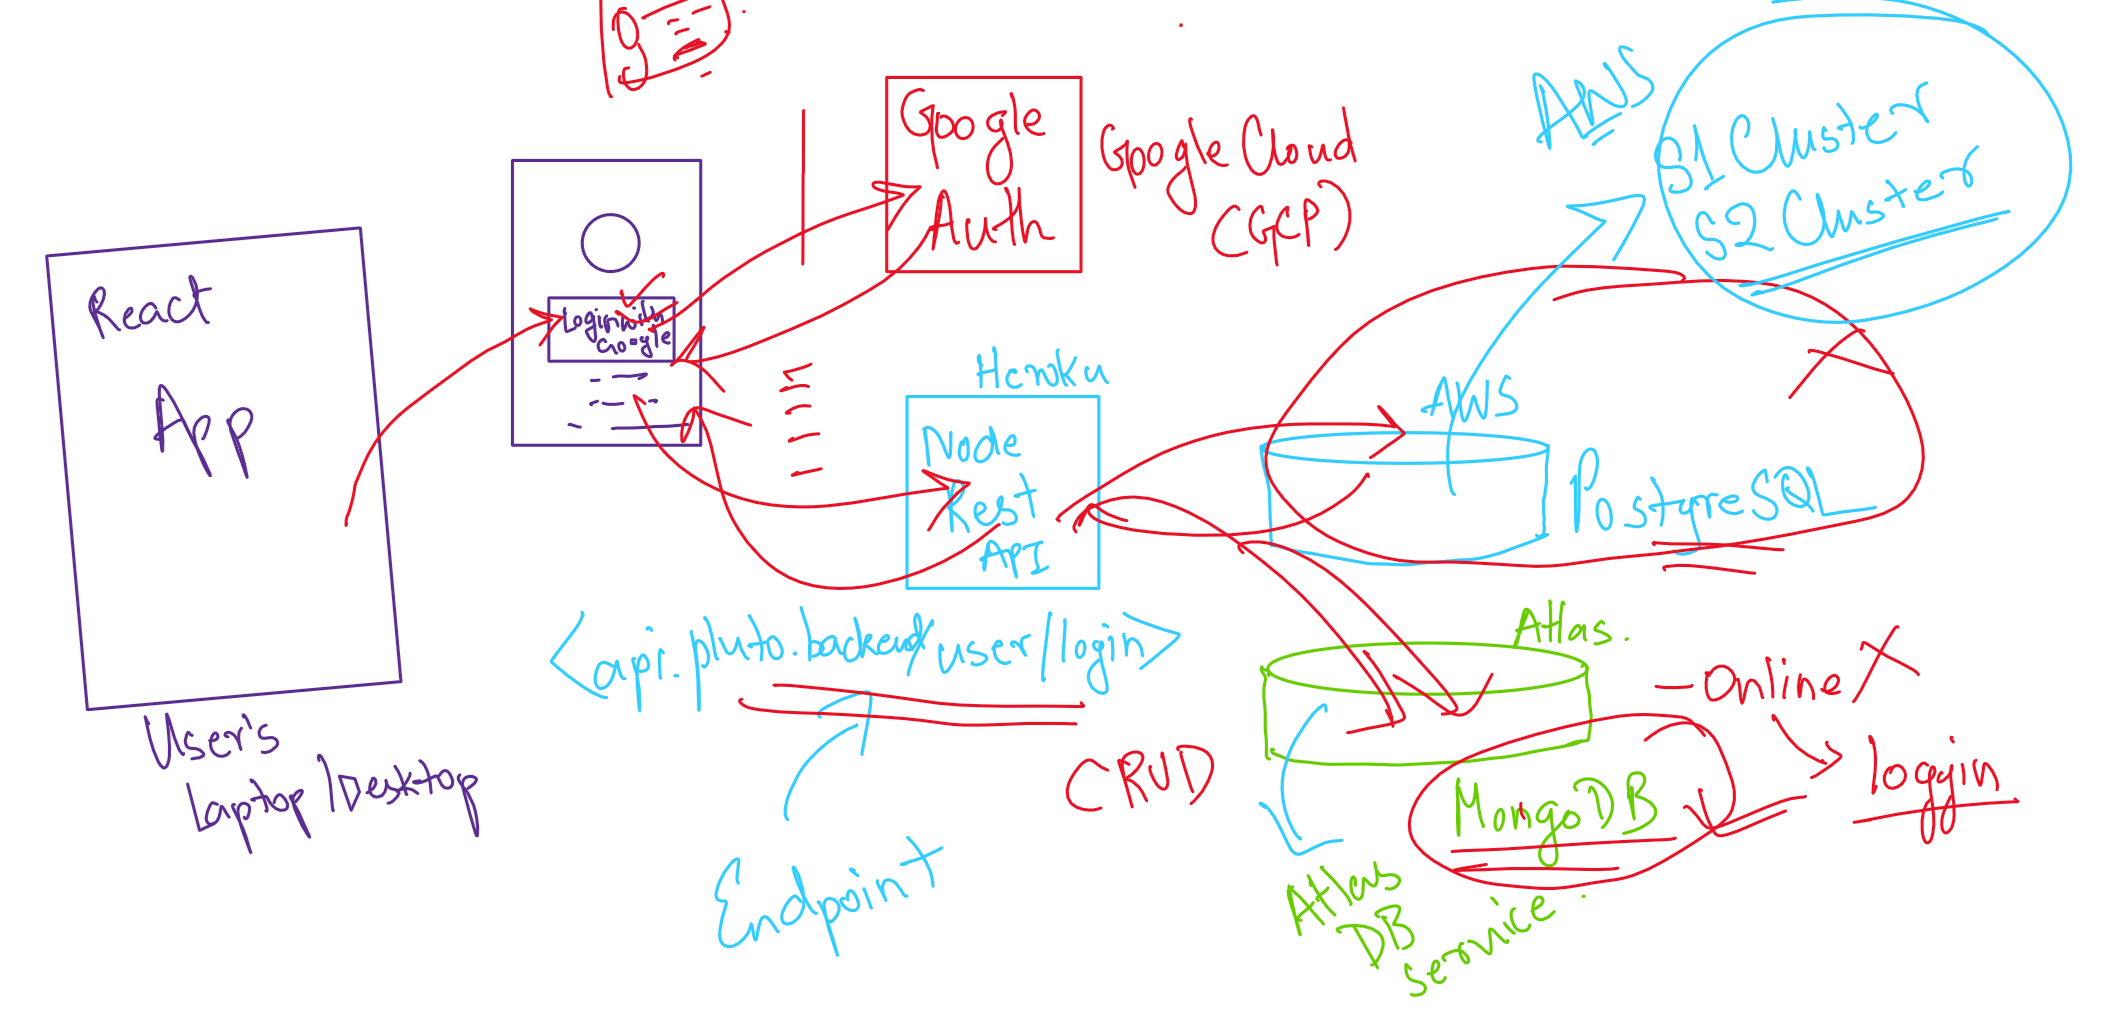 React
App
User's
Laptop/Desktop
Login with
Google
Google
Auth
Google Cloud
(GCP)
Heroku
Node
Rest
API
<api.pluto.backend/user/login>
Endpoint
CRUD
AWS
S1 Cluster
S2 Cluster
AWS
PostgreSQL
Atlas.
MongoDB
Atlas
DB
service.
- Online
loggin